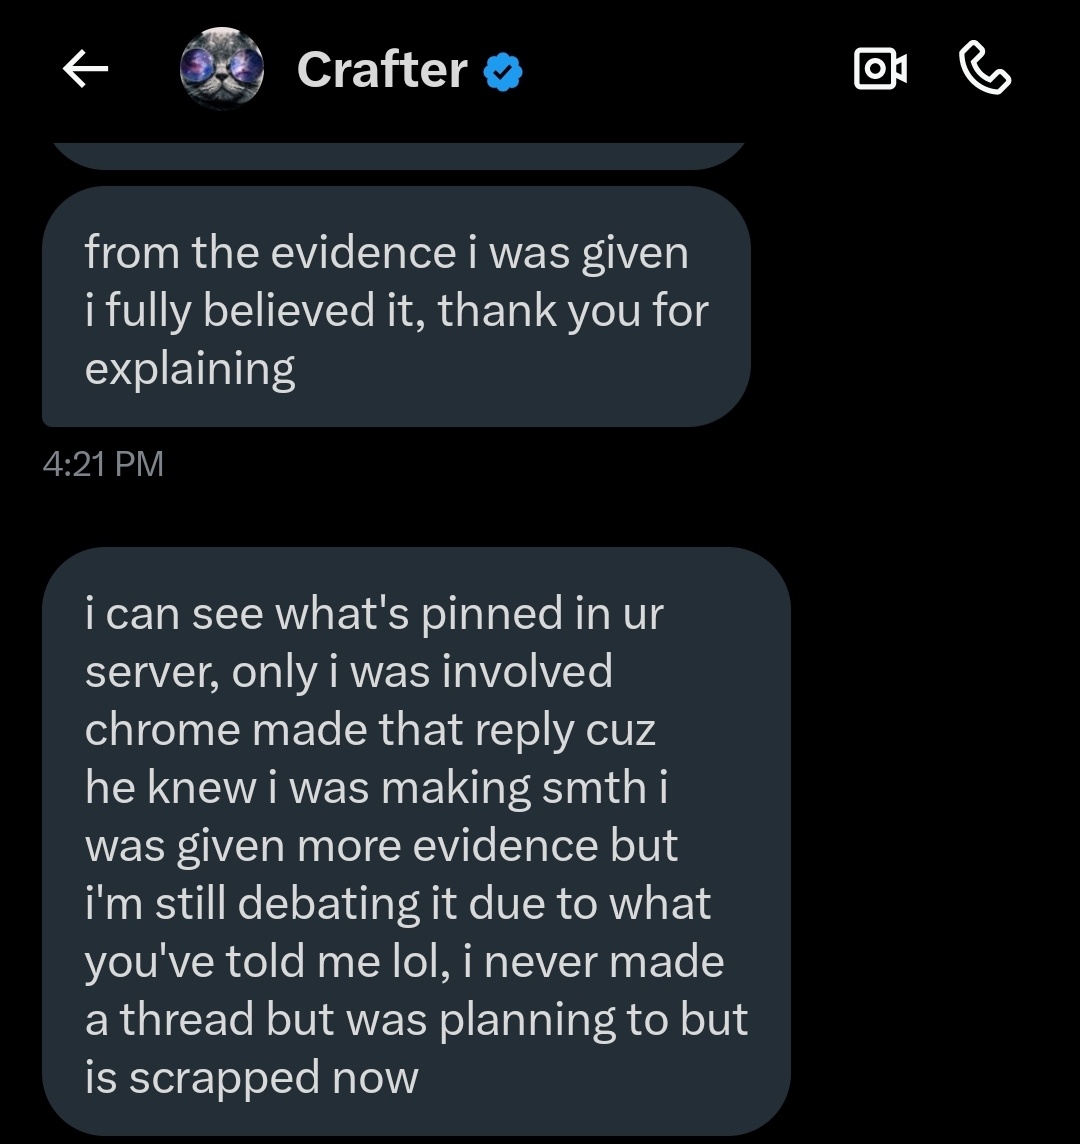 Crafter
from the evidence i was given
i fully believed it, thank you for
explaining
4:21 PM
i can see what's pinned in ur
server, only i was involved
chrome made that reply cuz
he knew i was making smth i
was given more evidence but
i'm still debating it due to what
you've told me lol, i never made
a thread but was planning to but
is scrapped now